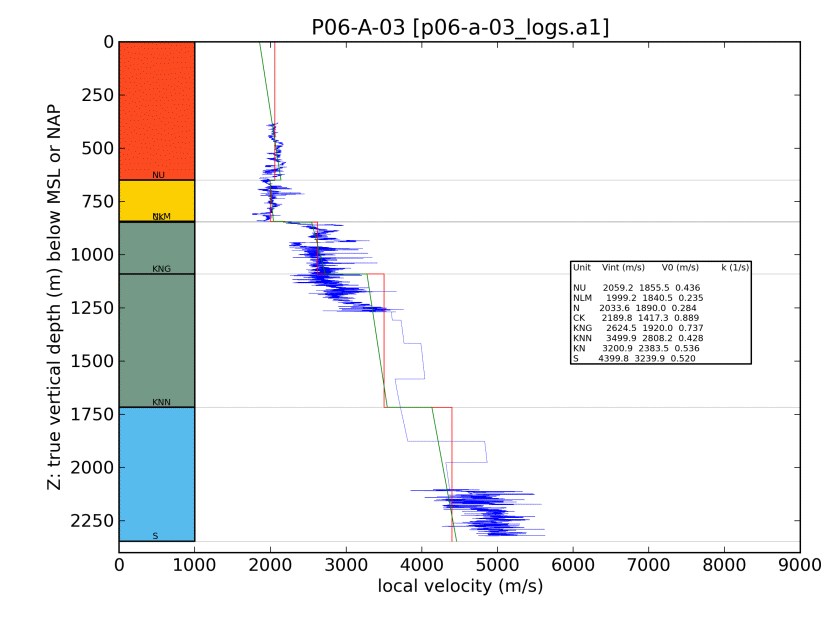 P06-A-03 [p06-a-03_logs.a1]
0
250
500
750
1000
1250
1500
1750
2000
2250
Z: true vertical depth (m) below MSL or NAP
NU
NLM
CK
KNG
KNN
S
Unit Vint (m/s) V0 (m/s) k (1/s)
NU 2059.2 1855.5 0.436
NLM 1999.2 1840.5 0.235
N 2033.6 1890.0 0.284
CK 2189.8 1417.3 0.889
KNG 2624.5 1920.0 0.737
KNN 3499.9 2808.2 0.428
KN 3200.9 2383.5 0.536
S 4399.8 3239.9 0.520
0 1000 2000 3000 4000 5000 6000 7000 8000 9000
local velocity (m/s)